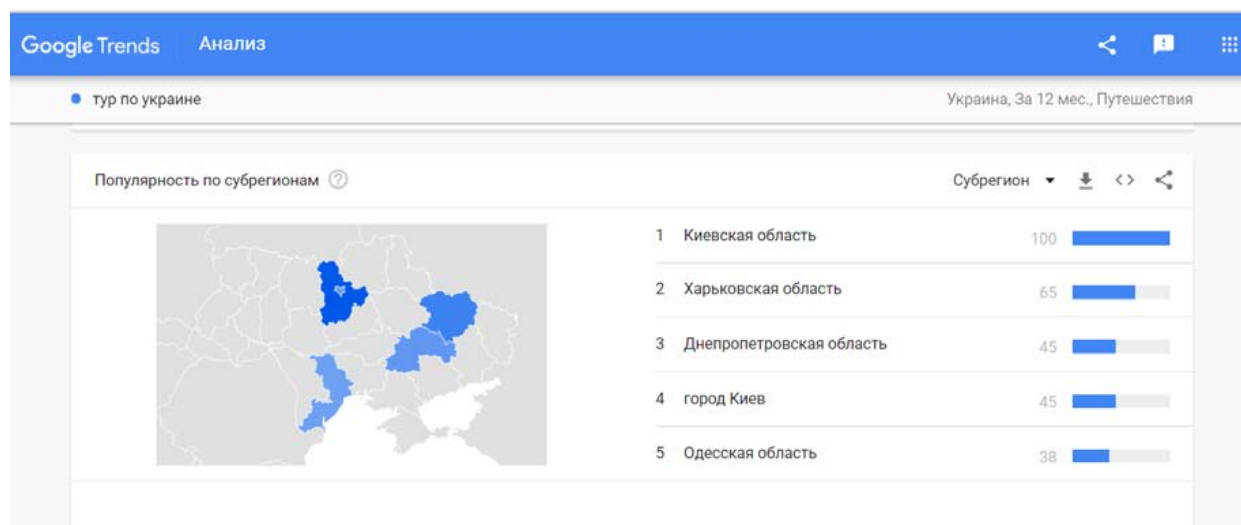 Google Trends Анализ
тур по украине Украина, За 12 мес., Путешествия
Популярность по субрегионам ? Субрегион
1 Киевская область 100
2 Харьковская область 65
3 Днепропетровская область 45
4 город Киев 45
5 Одесская область 38